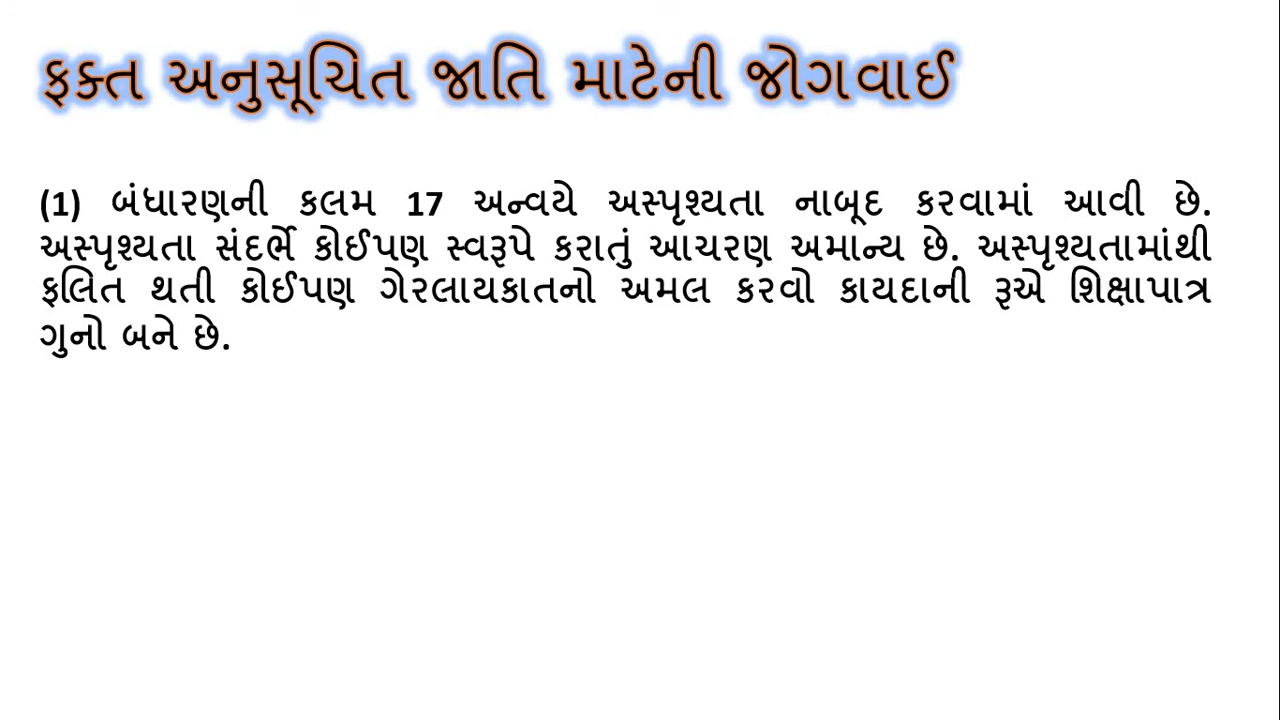 ફક્ત અનુસૂચિત જાતિ માટેની જોગવાઈ
(1) બંધારણની કલમ 17 અન્વયે અસ્પૃશ્યતા નાબૂદ કરવામાં આવી છે.
અસ્પૃશ્યતા સંદર્ભે કોઈપણ સ્વરૂપે કરાતું આચરણ અમાન્ય છે. અસ્પૃશ્યતામાંથી
ફલિત થતી કોઈપણ ગેરલાયકાતનો અમલ કરવો કાયદાની રૂએ શિક્ષાપાત્ર
ગુનો બને છે.